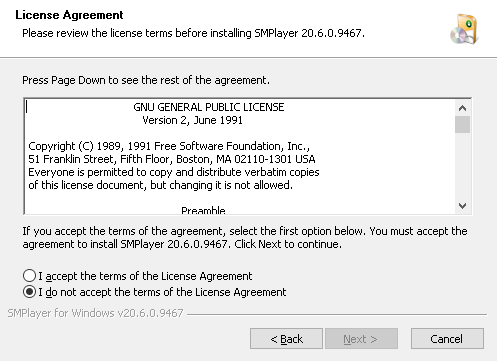 License Agreement
Please review the license terms before installing SMPlayer 20.6.0.9467.
Press Page Down to see the rest of the agreement.
GNU GENERAL PUBLIC LICENSE
Version 2, June 1991
Copyright (C) 1989, 1991 Free Software Foundation, Inc.,
51 Franklin Street, Fifth Floor, Boston, MA 02110-1301 USA
Everyone is permitted to copy and distribute verbatim copies
of this license document, but changing it is not allowed.
Preamble
If you accept the terms of the agreement, select the first option below. You must accept the
agreement to install SMPlayer 20.6.0.9467. Click Next to continue.
I accept the terms of the License Agreement
I do not accept the terms of the License Agreement
SMPlayer for Windows v20.6.0.9467
< Back Next > Cancel